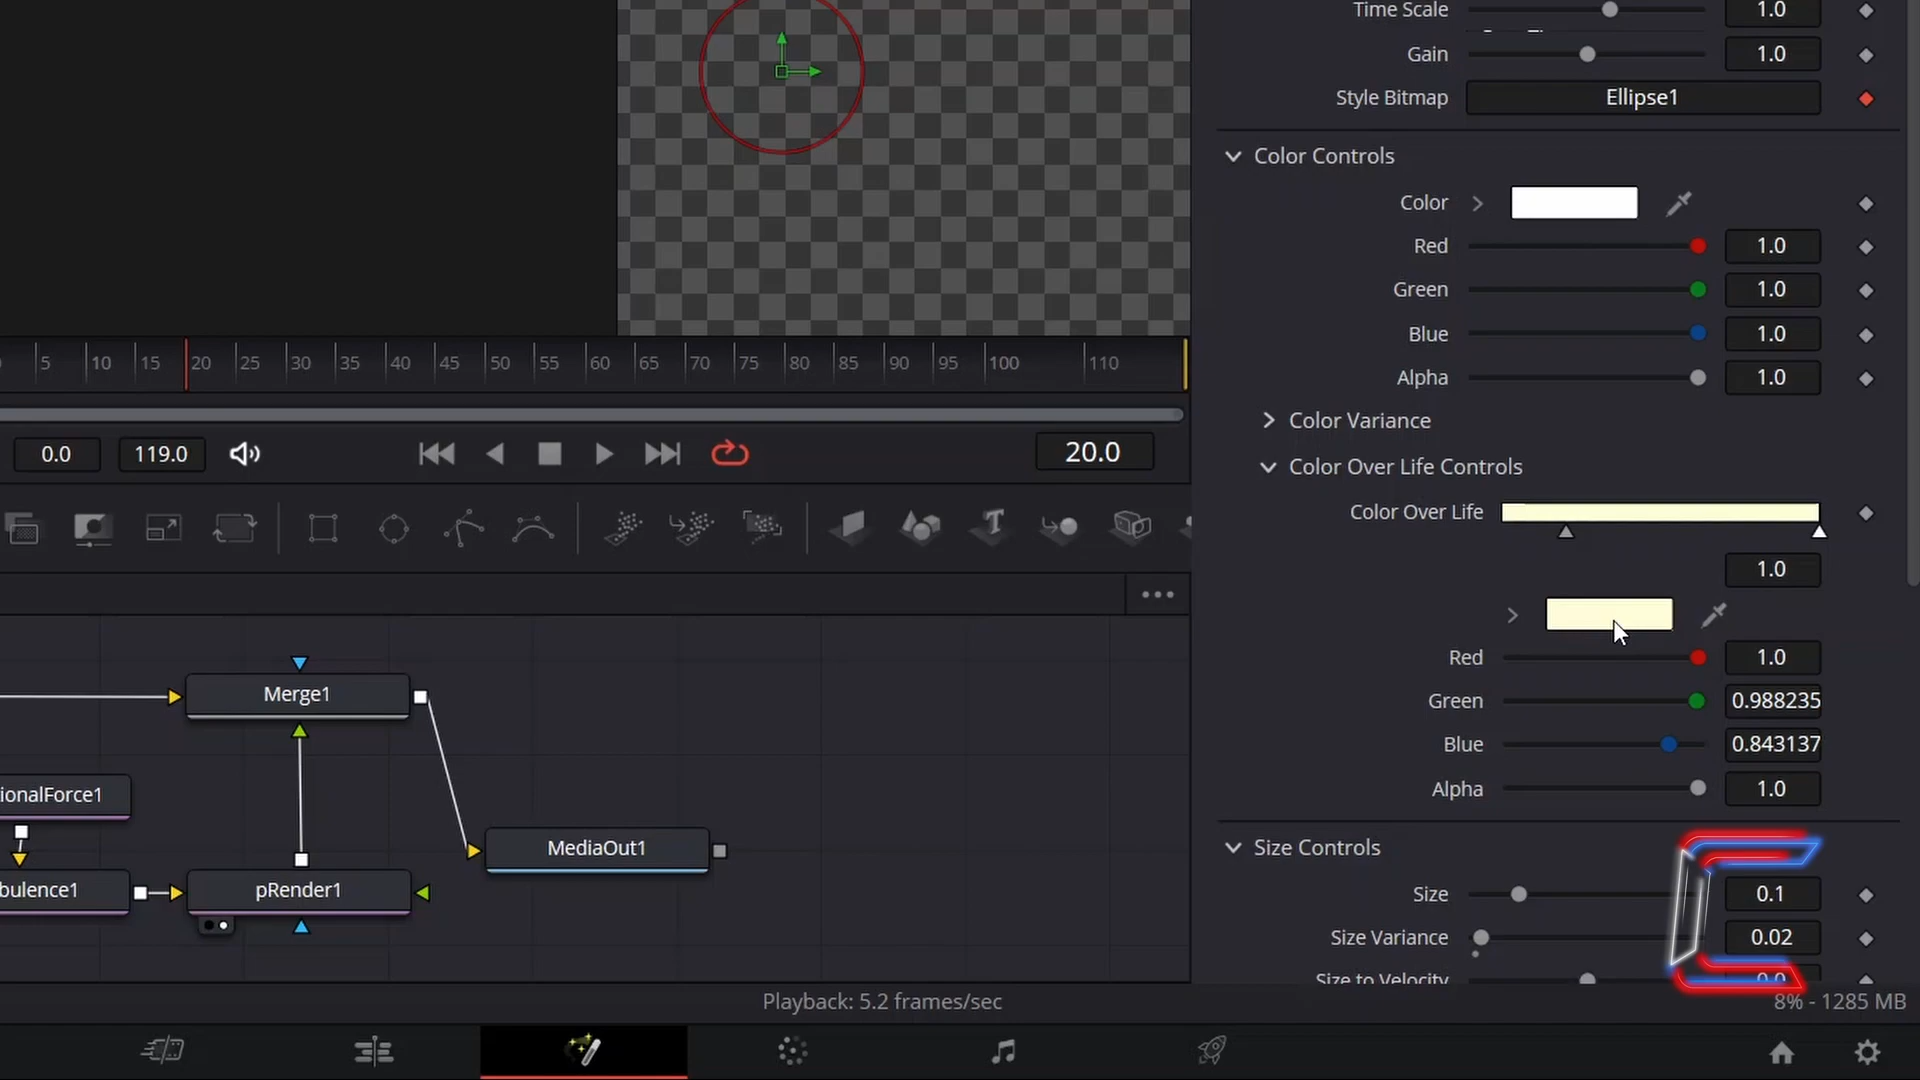 Time Scale 1.0
Gain 1.0
Style Bitmap Ellipse1
Color Controls
Color
Red 1.0
Green 1.0
Blue 1.0
Alpha 1.0
Color Variance
Color Over Life Controls
Color Over Life
1.0
Red 1.0
Green 0.988235
Blue 0.843137
Alpha 1.0
Size Controls
Size 0.1
Size Variance 0.02
Size to Velocity 0.0
5 10 15 20 25 30 35 40 45 50 55 60 65 70 75 80 85 90 95 100 110
0.0 119.0 20.0
Merge1
ionalForce1
MediaOut1
bulence1
pRender1
Playback: 5.2 frames/sec
8% - 1285 MB